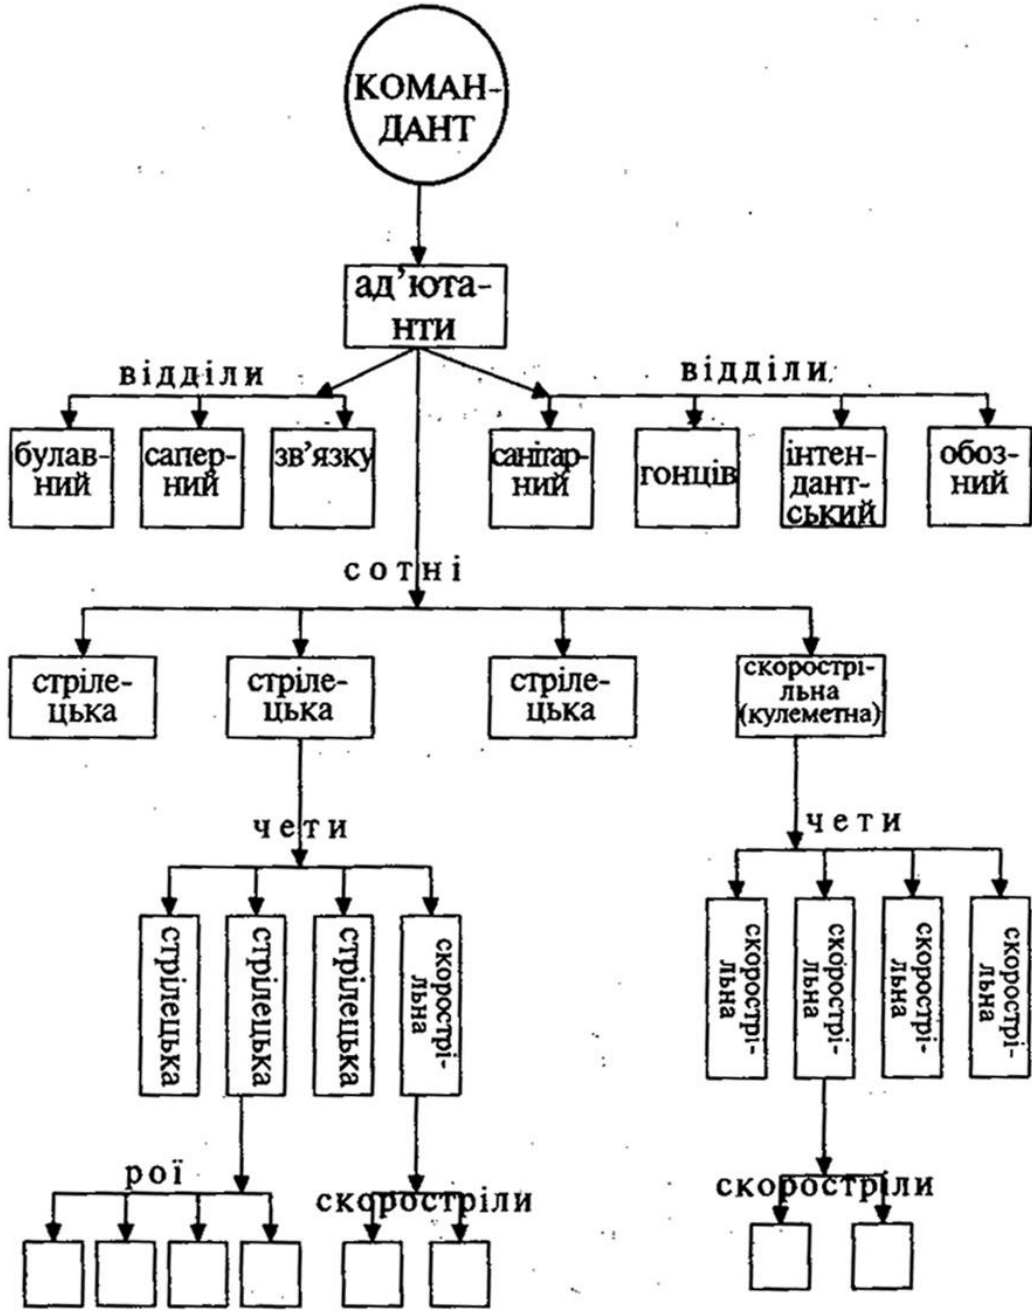 КОМАН-
ДАНТ
ад’юта-
нти
відділи
відділи
булав-
ний
сапер-
ний
зв’язку
санітар-
ний
гонців
інтен-
дант-
ський
обоз-
ний
сотні
стріле-
цька
стріле-
цька
стріле-
цька
скорострі-
льна
(кулеметна)
чети
чети
стрілецька
стрілецька
стрілецька
скорострі-
льна
скорострі-
льна
скорострі-
льна
скорострі-
льна
скорострі-
льна
рої
скоростріли
скоростріли